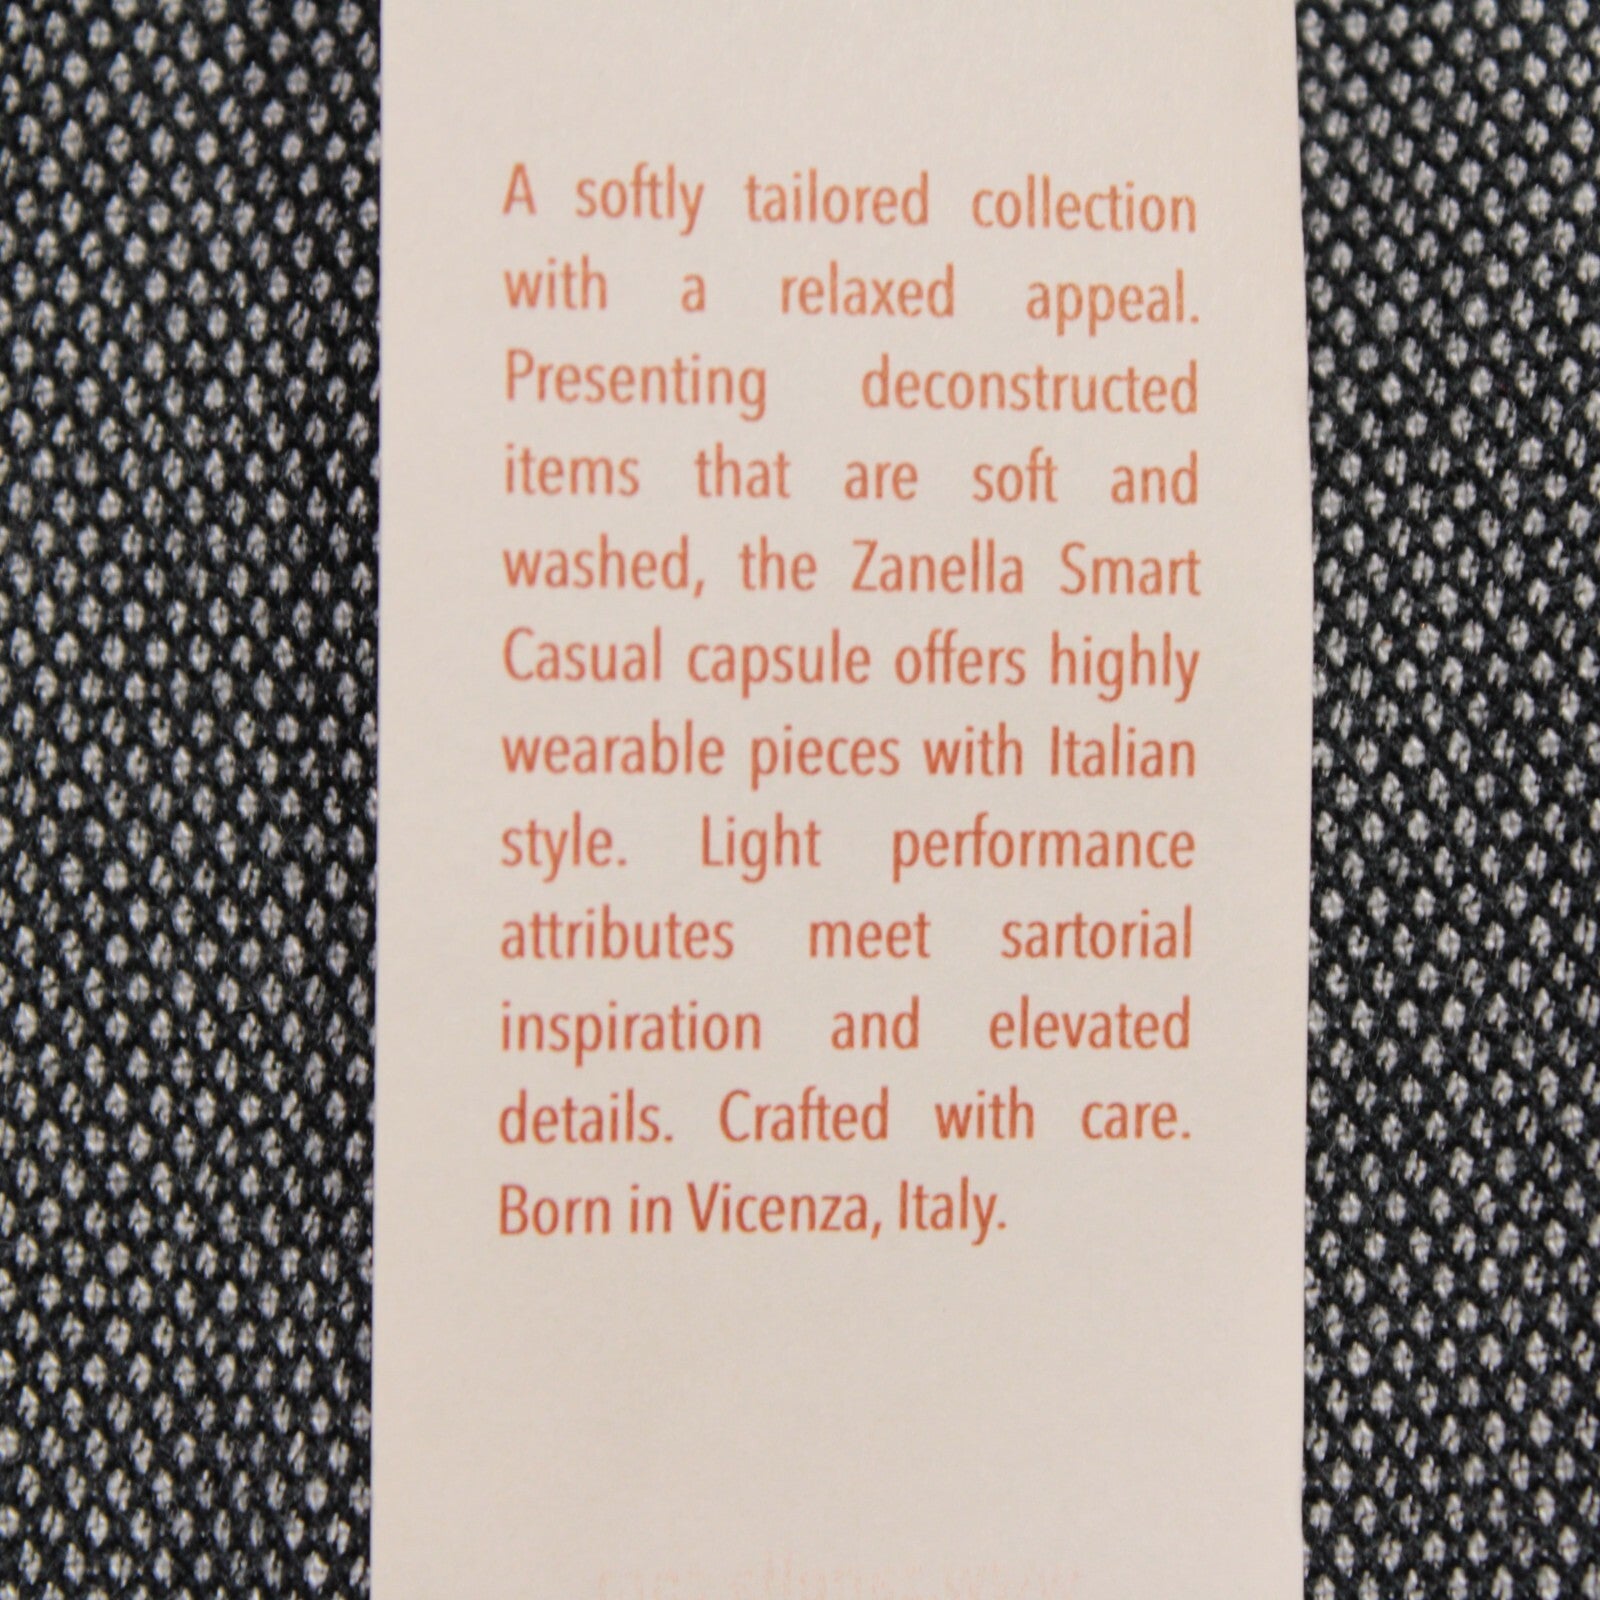 A softly tailored collection
with a relaxed appeal.
Presenting deconstructed
items that are soft and
washed, the Zanella Smart
Casual capsule offers highly
wearable pieces with Italian
style. Light performance
attributes meet sartorial
inspiration and elevated
details. Crafted with care.
Born in Vicenza, Italy.